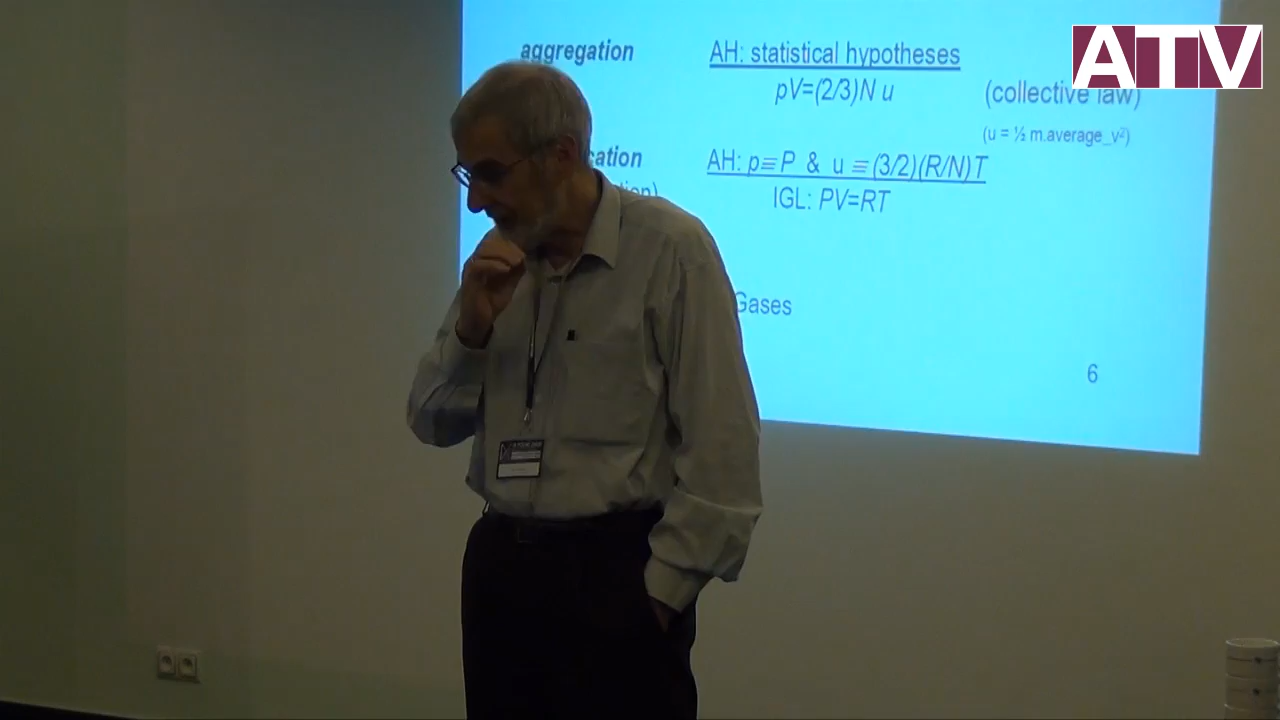 ATV
aggregation
AH: statistical hypotheses
pV=(2/3)N u
(collective law)
(u = ½ m.average_v²)
AH: p≡P & u ≡(3/2)(R/N)T
IGL: PV=RT
Gases
6